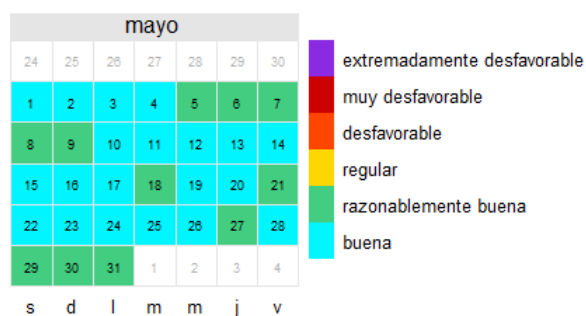 mayo
24 25 26 27 28 29 30
1 2 3 4 5 6 7
8 9 10 11 12 13 14
15 16 17 18 19 20 21
22 23 24 25 26 27 28
29 30 31 1 2 3 4
s d l m m j v
extremadamente desfavorable
muy desfavorable
desfavorable
regular
razonablemente buena
buena